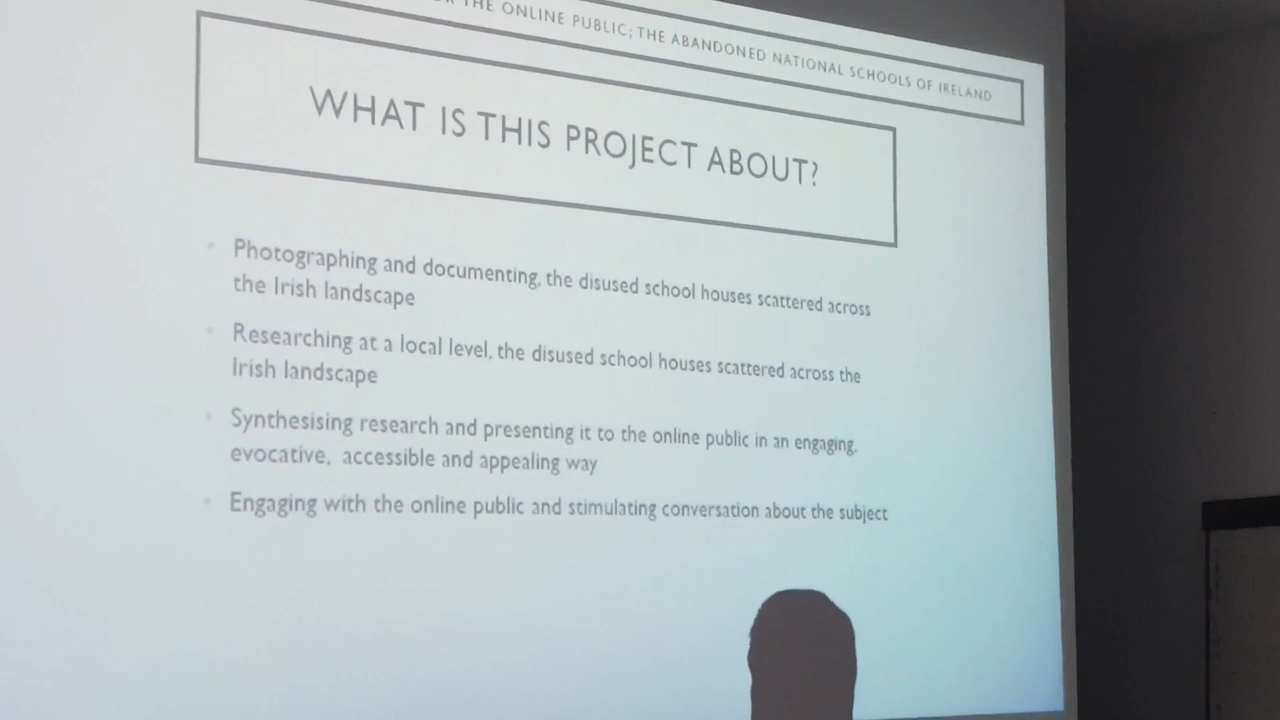 THE ONLINE PUBLIC; THE ABANDONED NATIONAL SCHOOLS OF IRELAND
WHAT IS THIS PROJECT ABOUT?
Photographing and documenting, the disused school houses scattered across
the Irish landscape
Researching at a local level, the disused school houses scattered across the
Irish landscape
Synthesising research and presenting it to the online public in an engaging,
evocative, accessible and appealing way
Engaging with the online public and stimulating conversation about the subject